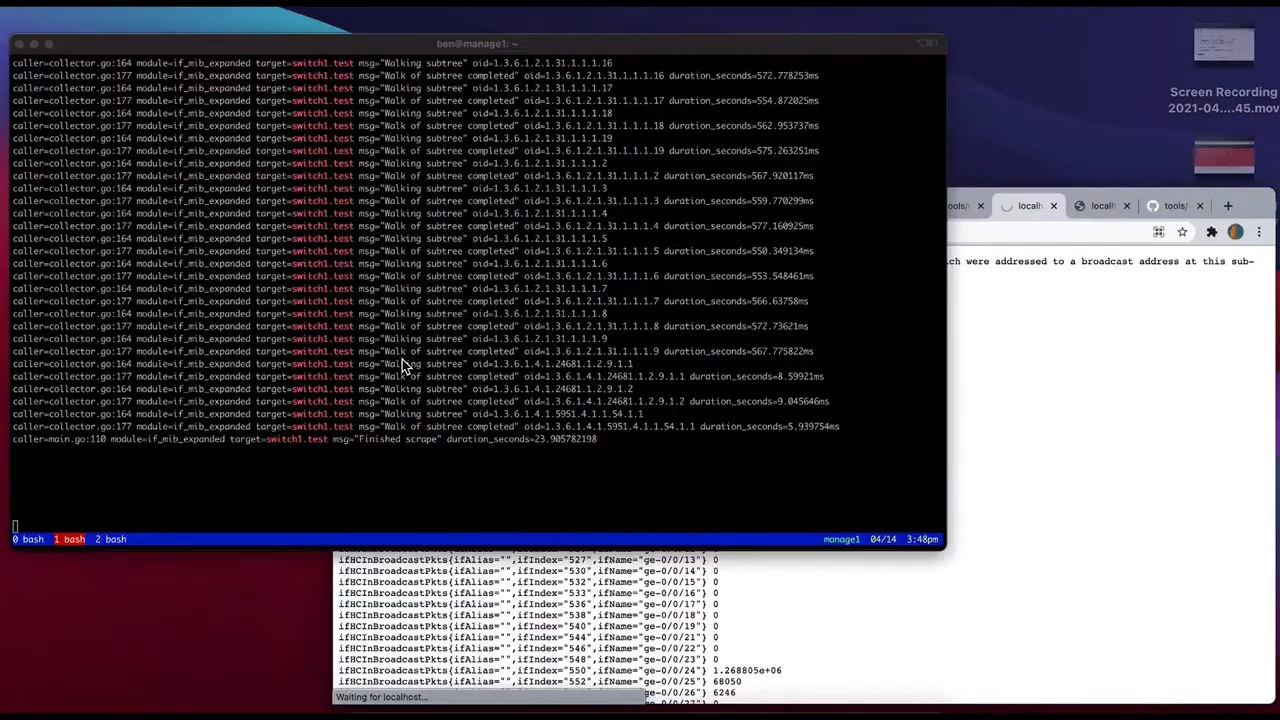 ben@manage1: ~
⌥⌘1
caller=collector.go:164 module=if_mib_expanded target=switch1.test msg="Walking subtree" oid=1.3.6.1.2.1.31.1.1.1.16
caller=collector.go:177 module=if_mib_expanded target=switch1.test msg="Walk of subtree completed" oid=1.3.6.1.2.1.31.1.1.1.16 duration_seconds=572.778253ms
caller=collector.go:164 module=if_mib_expanded target=switch1.test msg="Walking subtree" oid=1.3.6.1.2.1.31.1.1.1.17
caller=collector.go:177 module=if_mib_expanded target=switch1.test msg="Walk of subtree completed" oid=1.3.6.1.2.1.31.1.1.1.17 duration_seconds=554.872025ms
caller=collector.go:164 module=if_mib_expanded target=switch1.test msg="Walking subtree" oid=1.3.6.1.2.1.31.1.1.1.18
caller=collector.go:177 module=if_mib_expanded target=switch1.test msg="Walk of subtree completed" oid=1.3.6.1.2.1.31.1.1.1.18 duration_seconds=562.953737ms
caller=collector.go:164 module=if_mib_expanded target=switch1.test msg="Walking subtree" oid=1.3.6.1.2.1.31.1.1.1.19
caller=collector.go:177 module=if_mib_expanded target=switch1.test msg="Walk of subtree completed" oid=1.3.6.1.2.1.31.1.1.1.19 duration_seconds=575.263251ms
caller=collector.go:164 module=if_mib_expanded target=switch1.test msg="Walking subtree" oid=1.3.6.1.2.1.31.1.1.1.2
caller=collector.go:177 module=if_mib_expanded target=switch1.test msg="Walk of subtree completed" oid=1.3.6.1.2.1.31.1.1.1.2 duration_seconds=567.920117ms
caller=collector.go:164 module=if_mib_expanded target=switch1.test msg="Walking subtree" oid=1.3.6.1.2.1.31.1.1.1.3
caller=collector.go:177 module=if_mib_expanded target=switch1.test msg="Walk of subtree completed" oid=1.3.6.1.2.1.31.1.1.1.3 duration_seconds=559.770299ms
caller=collector.go:164 module=if_mib_expanded target=switch1.test msg="Walking subtree" oid=1.3.6.1.2.1.31.1.1.1.4
caller=collector.go:177 module=if_mib_expanded target=switch1.test msg="Walk of subtree completed" oid=1.3.6.1.2.1.31.1.1.1.4 duration_seconds=577.160925ms
caller=collector.go:164 module=if_mib_expanded target=switch1.test msg="Walking subtree" oid=1.3.6.1.2.1.31.1.1.1.5
caller=collector.go:177 module=if_mib_expanded target=switch1.test msg="Walk of subtree completed" oid=1.3.6.1.2.1.31.1.1.1.5 duration_seconds=550.349134ms
caller=collector.go:164 module=if_mib_expanded target=switch1.test msg="Walking subtree" oid=1.3.6.1.2.1.31.1.1.1.6
caller=collector.go:177 module=if_mib_expanded target=switch1.test msg="Walk of subtree completed" oid=1.3.6.1.2.1.31.1.1.1.6 duration_seconds=553.548461ms
caller=collector.go:164 module=if_mib_expanded target=switch1.test msg="Walking subtree" oid=1.3.6.1.2.1.31.1.1.1.7
caller=collector.go:177 module=if_mib_expanded target=switch1.test msg="Walk of subtree completed" oid=1.3.6.1.2.1.31.1.1.1.7 duration_seconds=566.63758ms
caller=collector.go:164 module=if_mib_expanded target=switch1.test msg="Walking subtree" oid=1.3.6.1.2.1.31.1.1.1.8
caller=collector.go:177 module=if_mib_expanded target=switch1.test msg="Walk of subtree completed" oid=1.3.6.1.2.1.31.1.1.1.8 duration_seconds=572.73621ms
caller=collector.go:164 module=if_mib_expanded target=switch1.test msg="Walking subtree" oid=1.3.6.1.2.1.31.1.1.1.9
caller=collector.go:177 module=if_mib_expanded target=switch1.test msg="Walk of subtree completed" oid=1.3.6.1.2.1.31.1.1.1.9 duration_seconds=567.775822ms
caller=collector.go:164 module=if_mib_expanded target=switch1.test msg="Walking subtree" oid=1.3.6.1.4.1.24681.1.2.9.1.1
caller=collector.go:177 module=if_mib_expanded target=switch1.test msg="Walk of subtree completed" oid=1.3.6.1.4.1.24681.1.2.9.1.1 duration_seconds=8.59921ms
caller=collector.go:164 module=if_mib_expanded target=switch1.test msg="Walking subtree" oid=1.3.6.1.4.1.24681.1.2.9.1.2
caller=collector.go:177 module=if_mib_expanded target=switch1.test msg="Walk of subtree completed" oid=1.3.6.1.4.1.24681.1.2.9.1.2 duration_seconds=9.045646ms
caller=collector.go:164 module=if_mib_expanded target=switch1.test msg="Walking subtree" oid=1.3.6.1.4.1.5951.4.1.1.54.1.1
caller=collector.go:177 module=if_mib_expanded target=switch1.test msg="Walk of subtree completed" oid=1.3.6.1.4.1.5951.4.1.1.54.1.1 duration_seconds=5.939754ms
caller=main.go:110 module=if_mib_expanded target=switch1.test msg="Finished scrape" duration_seconds=23.905782198
0 bash 1 bash 2 bash manage1 04/14 3:48pm
Screen Recording
2021-04....45.mov
tools/ localh localh tools/
ich were addressed to a broadcast address at this sub-
ifHCInBroadcastPkts{ifAlias="",ifIndex="527",ifName="ge-0/0/13"} 0
ifHCInBroadcastPkts{ifAlias="",ifIndex="530",ifName="ge-0/0/14"} 0
ifHCInBroadcastPkts{ifAlias="",ifIndex="532",ifName="ge-0/0/15"} 0
ifHCInBroadcastPkts{ifAlias="",ifIndex="533",ifName="ge-0/0/16"} 0
ifHCInBroadcastPkts{ifAlias="",ifIndex="536",ifName="ge-0/0/17"} 0
ifHCInBroadcastPkts{ifAlias="",ifIndex="538",ifName="ge-0/0/18"} 0
ifHCInBroadcastPkts{ifAlias="",ifIndex="540",ifName="ge-0/0/19"} 0
ifHCInBroadcastPkts{ifAlias="",ifIndex="544",ifName="ge-0/0/21"} 0
ifHCInBroadcastPkts{ifAlias="",ifIndex="546",ifName="ge-0/0/22"} 0
ifHCInBroadcastPkts{ifAlias="",ifIndex="548",ifName="ge-0/0/23"} 0
ifHCInBroadcastPkts{ifAlias="",ifIndex="550",ifName="ge-0/0/24"} 1.268805e+06
ifHCInBroadcastPkts{ifAlias="",ifIndex="552",ifName="ge-0/0/25"} 68050
"ge-0/0/26"} 6246
Waiting for localhost...